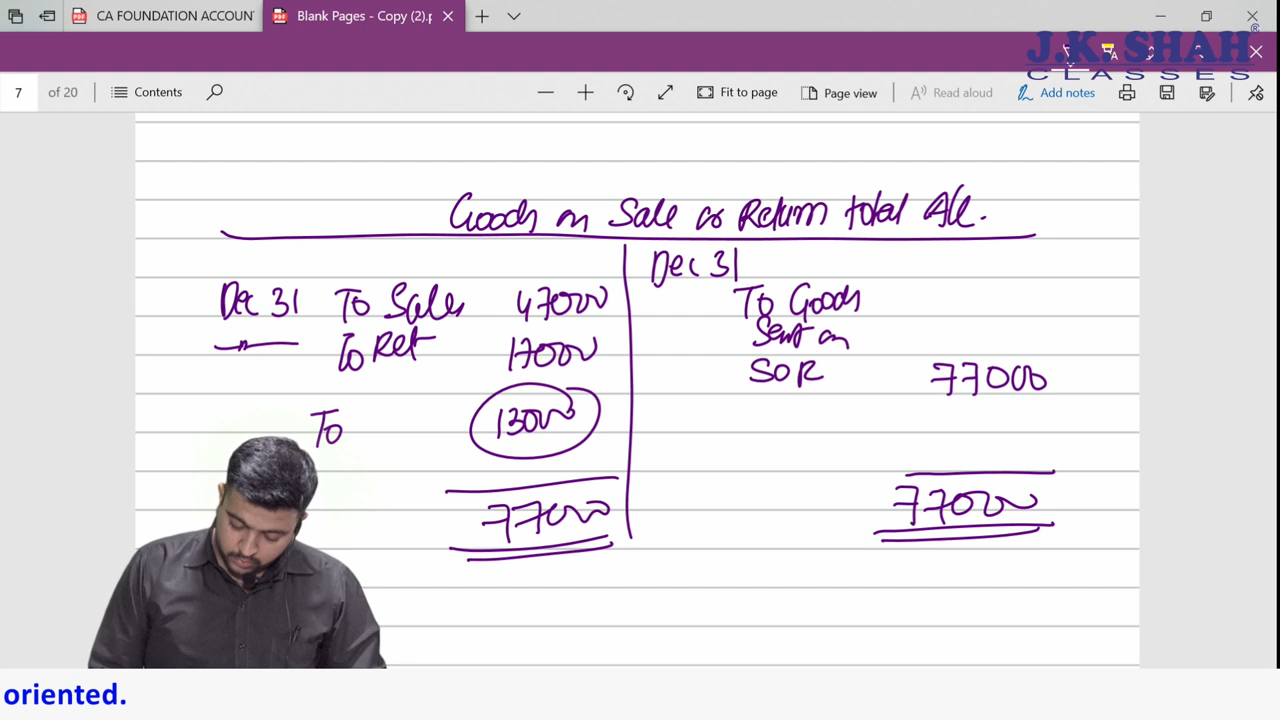 CA FOUNDATION ACCOUNT
Blank Pages - Copy (2).p
J.K. SHAH®
CLASSES
7 of 20
Contents
Fit to page
Page view
Read aloud
Add notes
Goods on Sale or Return total A/c.
Dec 31 To Sales 47000
To Ret 17000
To 13000
77000
Dec 31
To Goods
Sent on
SOR 77000
77000
oriented.